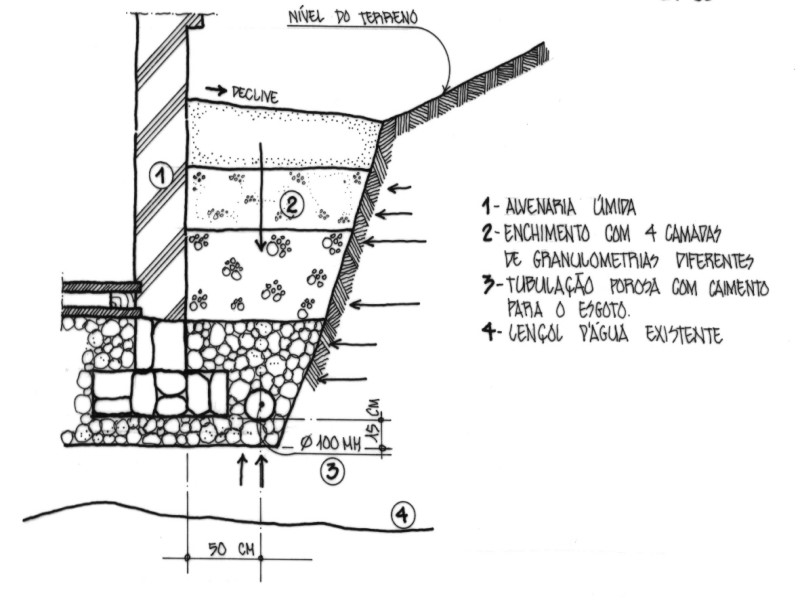 NÍVEL DO TERRENO
DECLIVE
1
2
1- ALVENARIA ÚMIDA
2- ENCHIMENTO COM 4 CAMADAS
DE GRANULOMETRIAS DIFERENTES
3- TUBULAÇÃO POROSA COM CAIMENTO
PARA O ESGOTO.
4- LENÇOL D'ÁGUA EXISTENTE
15 CM
Ø 100 MM
3
4
50 CM